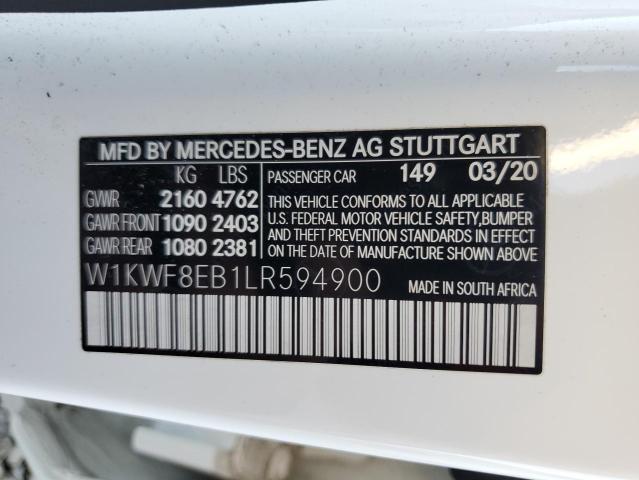 MFD BY MERCEDES-BENZ AG STUTTGART
KG LBS
GVWR 2160 4762
GAWR FRONT 1090 2403
GAWR REAR 1080 2381
PASSENGER CAR 149 03/20
THIS VEHICLE CONFORMS TO ALL APPLICABLE
U.S. FEDERAL MOTOR VEHICLE SAFETY,BUMPER
AND THEFT PREVENTION STANDARDS IN EFFECT
ON THE DATE OF MANUFACTURE SHOWN ABOVE
W1KWF8EB1LR594900
MADE IN SOUTH AFRICA